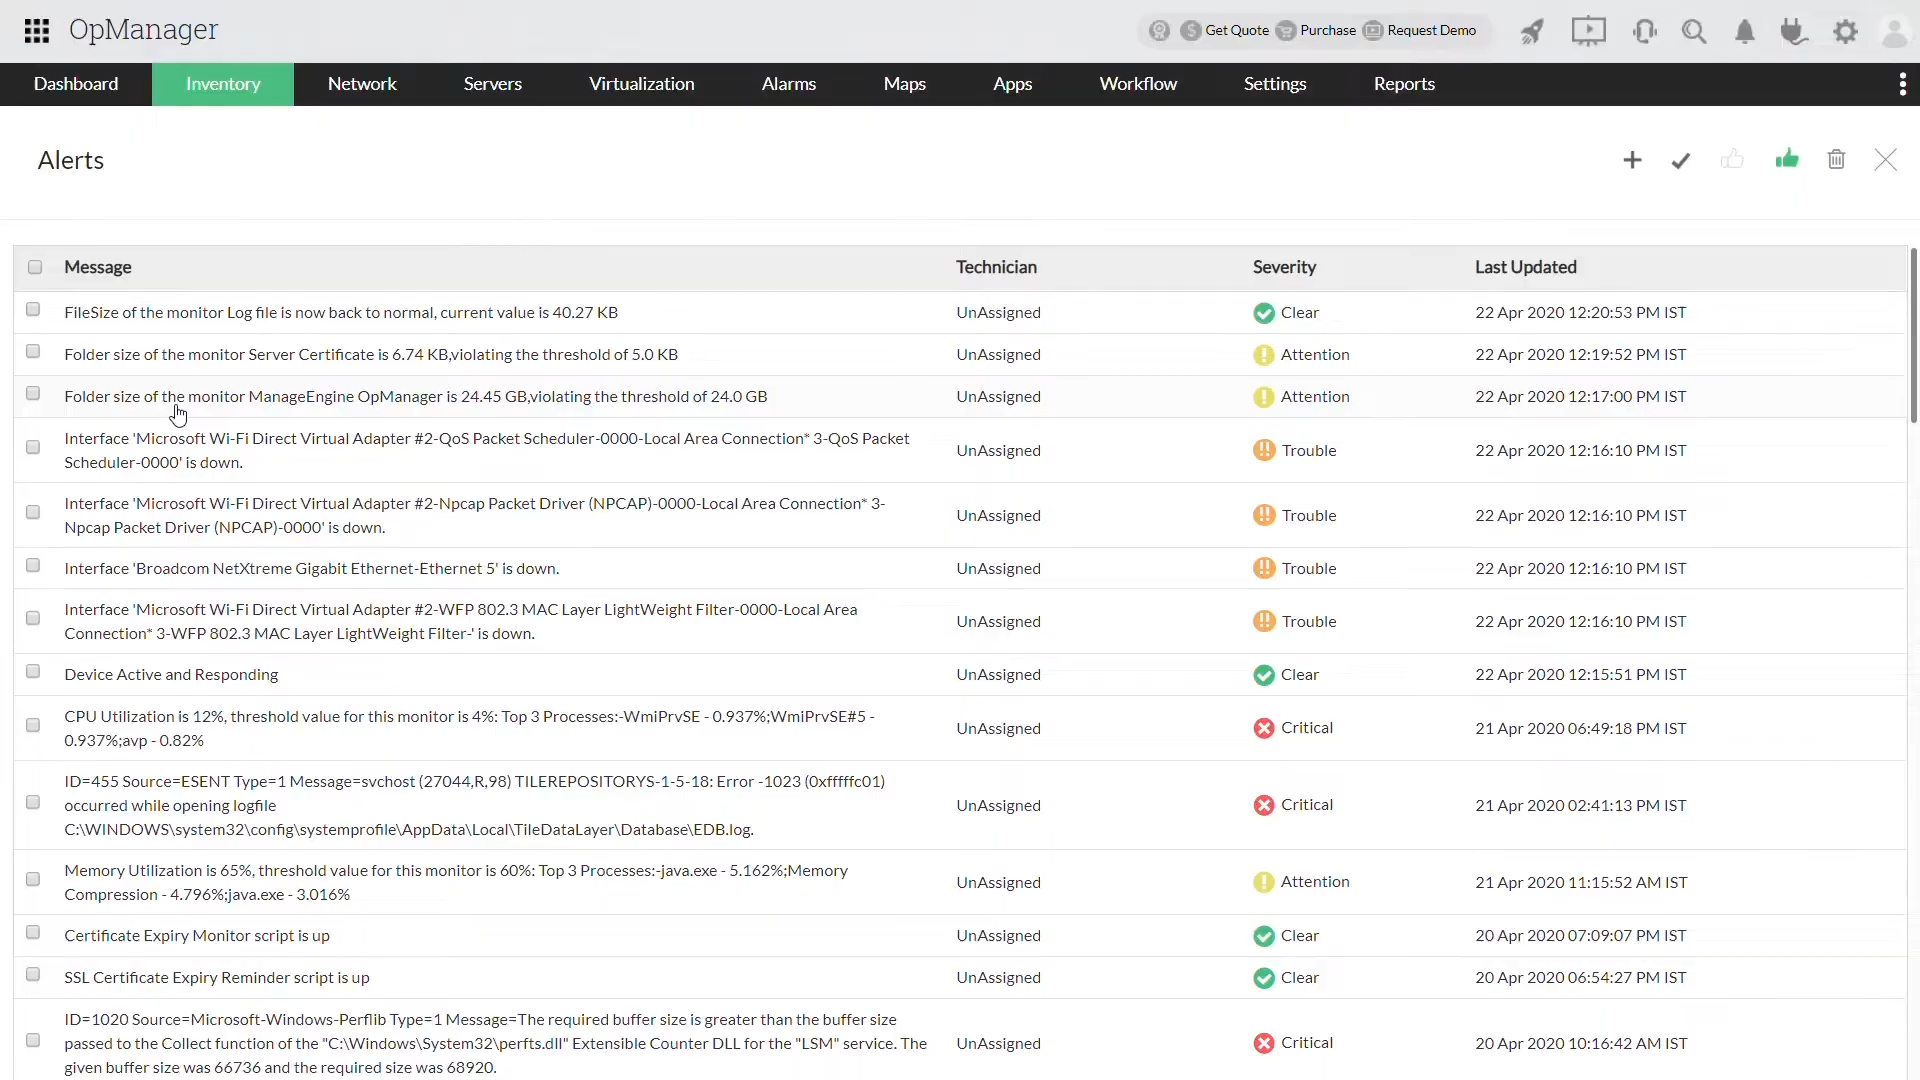 OpManager
Get Quote Purchase Request Demo
Dashboard Inventory Network Servers Virtualization Alarms Maps Apps Workflow Settings Reports
Alerts
Message Technician Severity Last Updated
FileSize of the monitor Log file is now back to normal, current value is 40.27 KB UnAssigned Clear 22 Apr 2020 12:20:53 PM IST
Folder size of the monitor Server Certificate is 6.74 KB,violating the threshold of 5.0 KB UnAssigned Attention 22 Apr 2020 12:19:52 PM IST
Folder size of the monitor ManageEngine OpManager is 24.45 GB,violating the threshold of 24.0 GB UnAssigned Attention 22 Apr 2020 12:17:00 PM IST
Interface 'Microsoft Wi-Fi Direct Virtual Adapter #2-QoS Packet Scheduler-0000-Local Area Connection* 3-QoS Packet
Scheduler-0000' is down. UnAssigned Trouble 22 Apr 2020 12:16:10 PM IST
Interface 'Microsoft Wi-Fi Direct Virtual Adapter #2-Npcap Packet Driver (NPCAP)-0000-Local Area Connection* 3-
Npcap Packet Driver (NPCAP)-0000' is down. UnAssigned Trouble 22 Apr 2020 12:16:10 PM IST
Interface 'Broadcom NetXtreme Gigabit Ethernet-Ethernet 5' is down. UnAssigned Trouble 22 Apr 2020 12:16:10 PM IST
Interface 'Microsoft Wi-Fi Direct Virtual Adapter #2-WFP 802.3 MAC Layer LightWeight Filter-0000-Local Area
Connection* 3-WFP 802.3 MAC Layer LightWeight Filter-' is down. UnAssigned Trouble 22 Apr 2020 12:16:10 PM IST
Device Active and Responding UnAssigned Clear 22 Apr 2020 12:15:51 PM IST
CPU Utilization is 12%, threshold value for this monitor is 4%: Top 3 Processes:-WmiPrvSE - 0.937%;WmiPrvSE#5 -
0.937%;avp - 0.82% UnAssigned Critical 21 Apr 2020 06:49:18 PM IST
ID=455 Source=ESENT Type=1 Message=svchost (27044,R,98) TILEREPOSITORYS-1-5-18: Error -1023 (0xfffffc01)
occurred while opening logfile UnAssigned Critical 21 Apr 2020 02:41:13 PM IST
C:\WINDOWS\system32\config\systemprofile\AppData\Local\TileDataLayer\Database\EDB.log.
Memory Utilization is 65%, threshold value for this monitor is 60%: Top 3 Processes:-java.exe - 5.162%;Memory
Compression - 4.796%;java.exe - 3.016% UnAssigned Attention 21 Apr 2020 11:15:52 AM IST
Certificate Expiry Monitor script is up UnAssigned Clear 20 Apr 2020 07:09:07 PM IST
SSL Certificate Expiry Reminder script is up UnAssigned Clear 20 Apr 2020 06:54:27 PM IST
ID=1020 Source=Microsoft-Windows-Perflib Type=1 Message=The required buffer size is greater than the buffer size
passed to the Collect function of the "C:\Windows\System32\perfts.dll" Extensible Counter DLL for the "LSM" service. The UnAssigned Critical 20 Apr 2020 10:16:42 AM IST
given buffer size was 66736 and the required size was 68920.